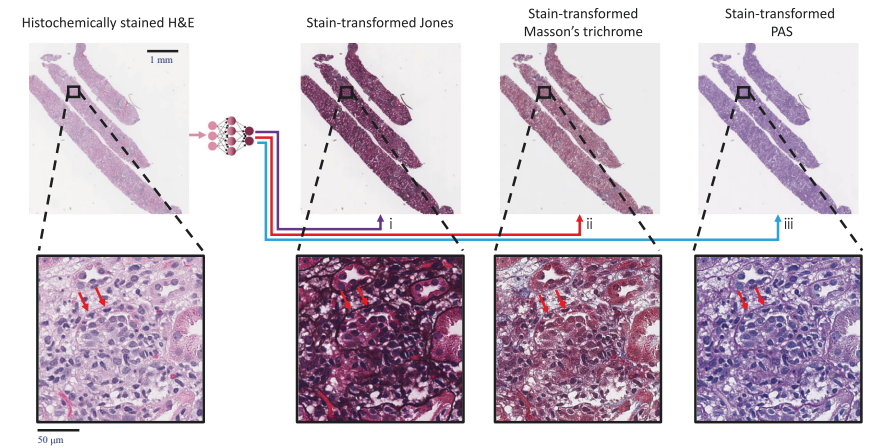 Histochemically stained H&E
Stain-transformed Jones
Stain-transformed
Masson's trichrome
Stain-transformed
PAS
1 mm
i
ii
iii
50 μm